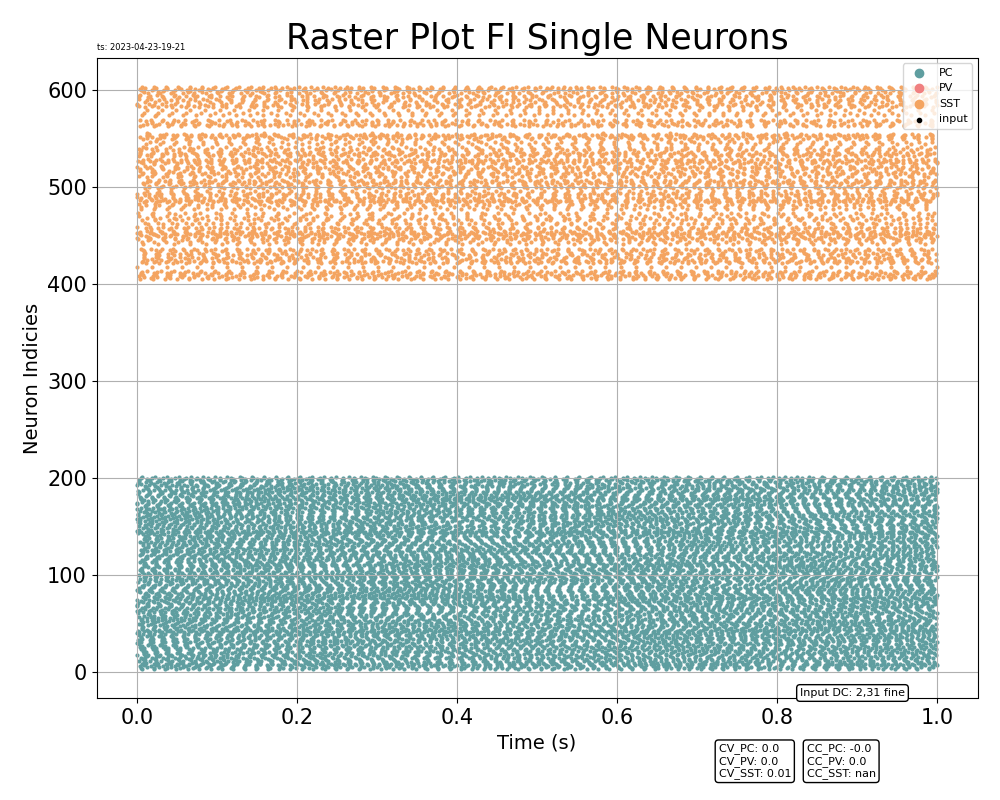 Raster Plot FI Single Neurons
ts: 2023-04-23-19-21
PC
PV
SST
input
600
500
400
300
200
100
0
Neuron Indicies
Input DC: 2,31 fine
0.0 0.2 0.4 0.6 0.8 1.0
Time (s)
CV_PC: 0.0
CV_PV: 0.0
CV_SST: 0.01
CC_PC: -0.0
CC_PV: 0.0
CC_SST: nan